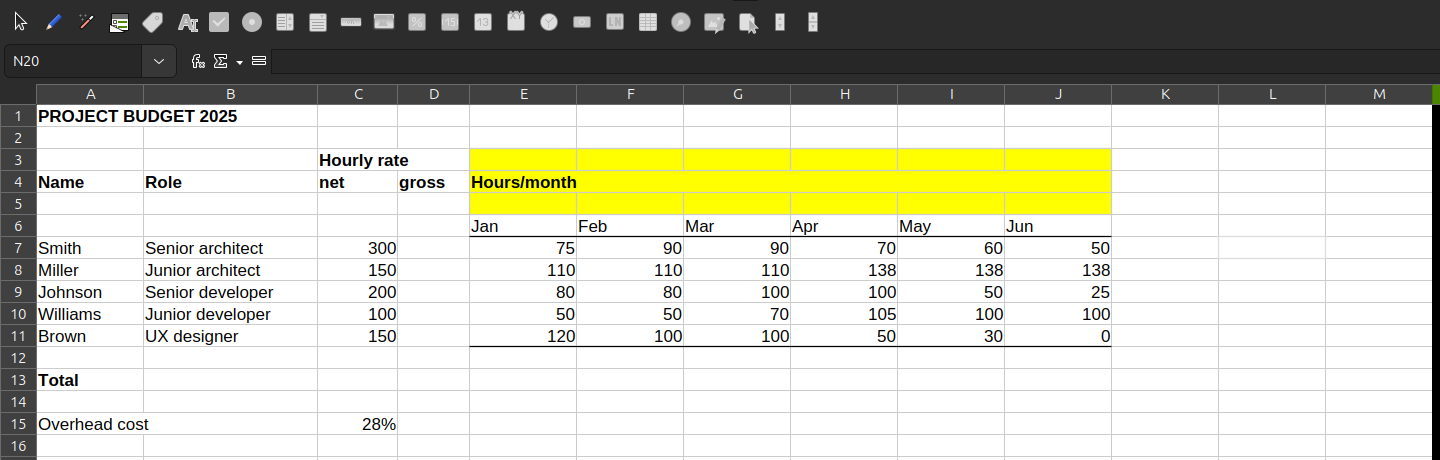 N20
A B C D E F G H I J K L M
1 PROJECT BUDGET 2025
2
3 Hourly rate
4 Name Role net gross Hours/month
5
6 Jan Feb Mar Apr May Jun
7 Smith Senior architect 300 75 90 90 70 60 50
8 Miller Junior architect 150 110 110 110 138 138 138
9 Johnson Senior developer 200 80 80 100 100 50 25
10 Williams Junior developer 100 50 50 70 105 100 100
11 Brown UX designer 150 120 100 100 50 30 0
12
13 Total
14
15 Overhead cost 28%
16